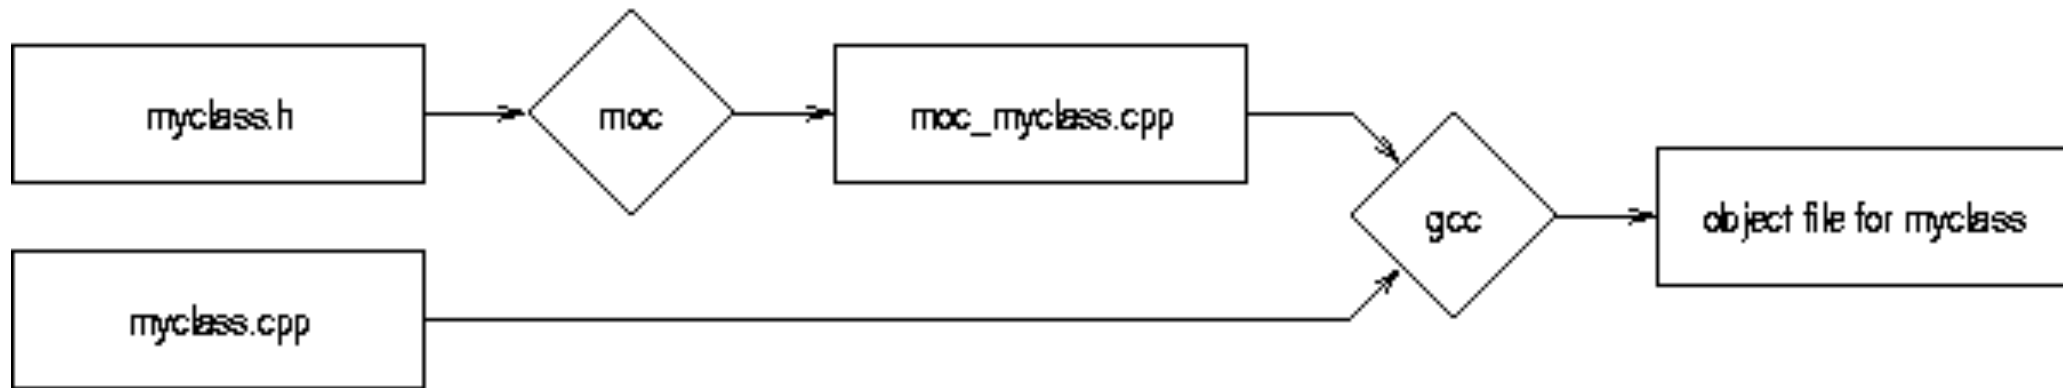 myclass.h
moc
moc_myclass.cpp
gcc
object file for myclass
myclass.cpp